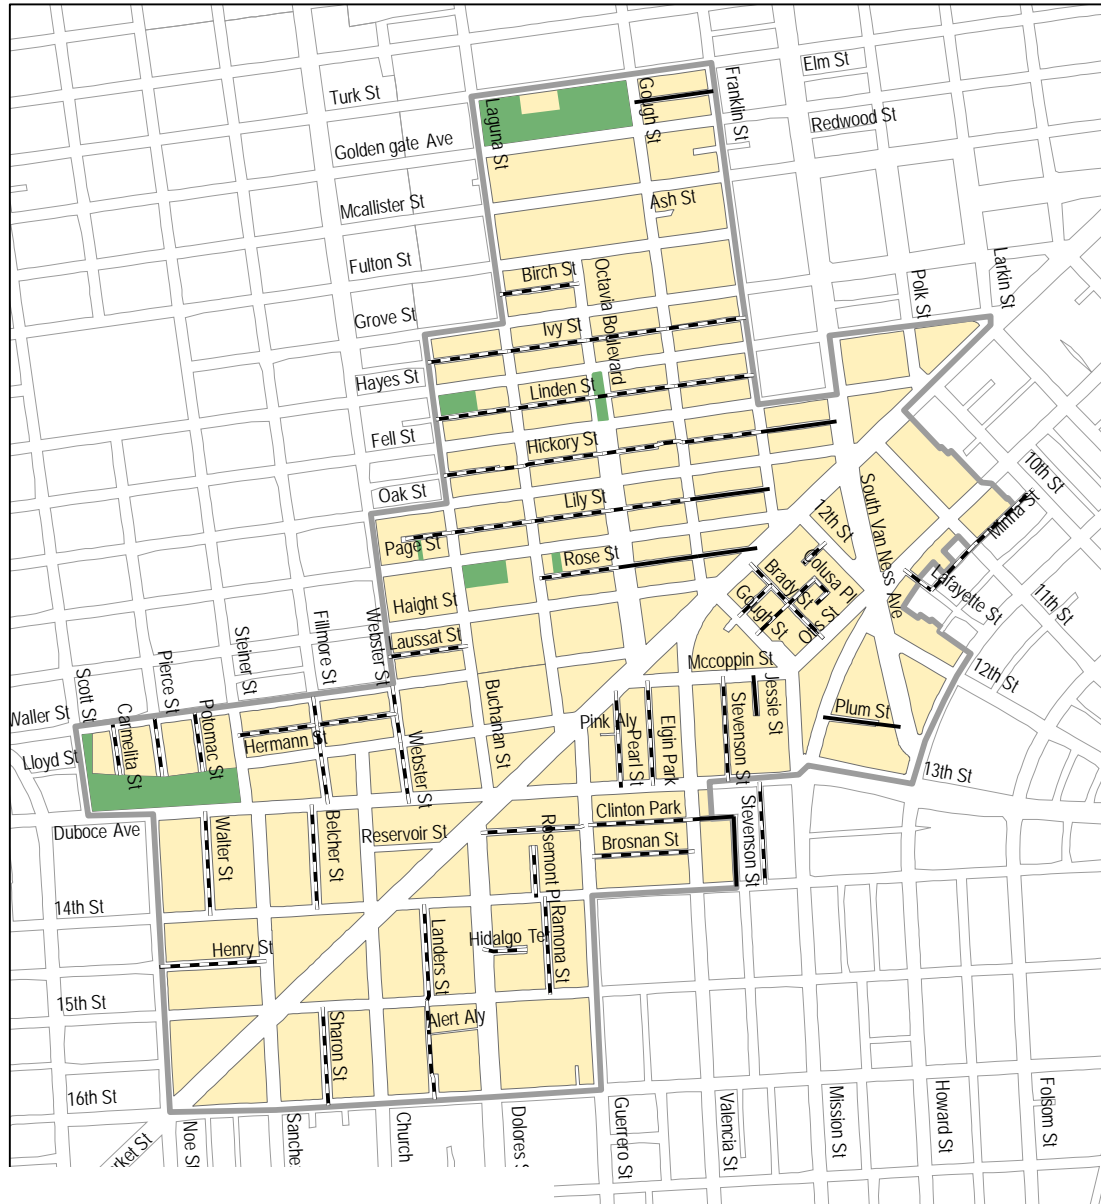 Elm St
Turk St
Gough St
Franklin St
Redwood St
Laguna St
Golden gate Ave
Mcallister St
Ash St
Fulton St
Birch St
Octavia Boulevard
Polk St
Larkin St
Grove St
Ivy St
Hayes St
Linden St
Fell St
Hickory St
Oak St
Lily St
10th St
Minna St
12th St
South Van Ness Ave
Page St
Rose St
Colusa Pl
Brady St
Lafayette St
11th St
Haight St
Gough St
Otis St
Webster St
Laussat St
Fillmore St
Steiner St
Mccoppin St
12th St
Pierce St
Scott St
Potomac St
Carmelita St
Waller St
Buchanan St
Jessie St
Stevenson St
Elgin Park
Pearl St
Pink Aly
Plum St
Hermann St
Webster St
Lloyd St
13th St
Clinton Park
Stevenson St
Duboce Ave
Walter St
Belcher St
Reservoir St
Rosemont Pl
Brosnan St
14th St
Landers St
Hidalgo Ter
Ramona St
Henry St
15th St
Sharon St
Alert Aly
16th St
Noe St
Sanche
Church
Dolores S
Guerrero St
Valencia St
Mission St
Howard St
Folsom St
rket St